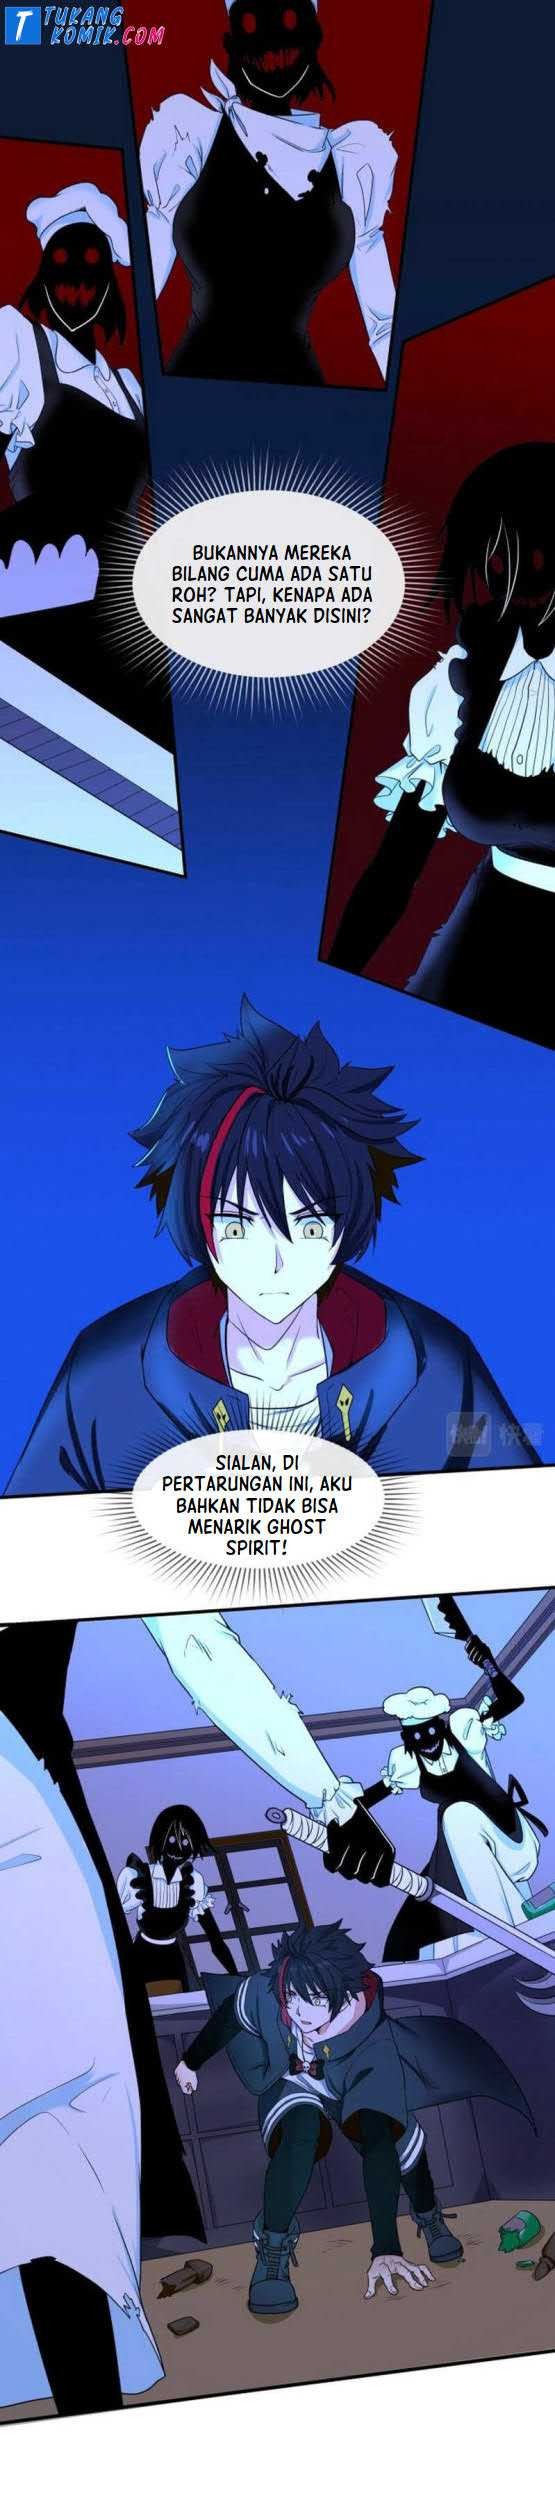 TUKANG
KOMIK.COM
BUKANNYA MEREKA
BILANG CUMA ADA SATU
ROH? TAPI, KENAPA ADA
SANGAT BANYAK DISINI?
SIALAN, DI
PERTARUNGAN INI, AKU
BAHKAN TIDAK BISA
MENARIK GHOST
SPIRIT!